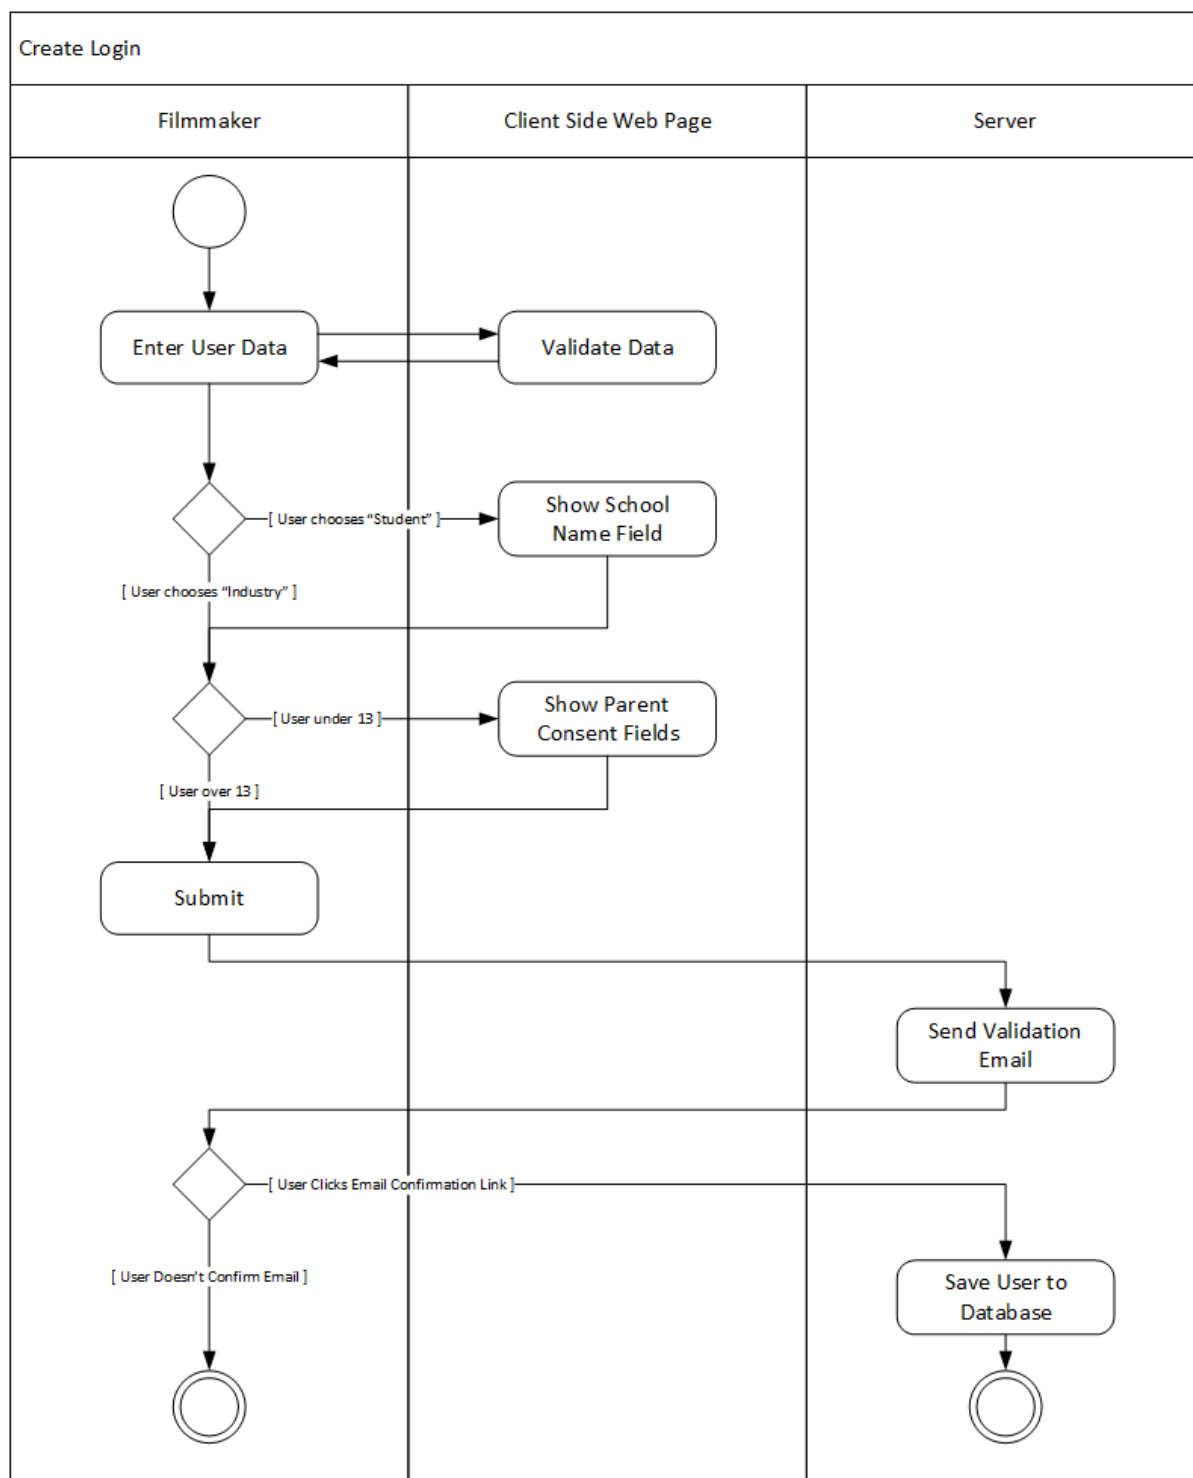 Create Login
Filmmaker
Client Side Web Page
Server
Enter User Data
Validate Data
[ User chooses “Student” ]
Show School
Name Field
[ User chooses “Industry” ]
[ User under 13 ]
Show Parent
Consent Fields
[ User over 13 ]
Submit
Send Validation
Email
[ User Clicks Email Confirmation Link ]
[ User Doesn’t Confirm Email ]
Save User to
Database